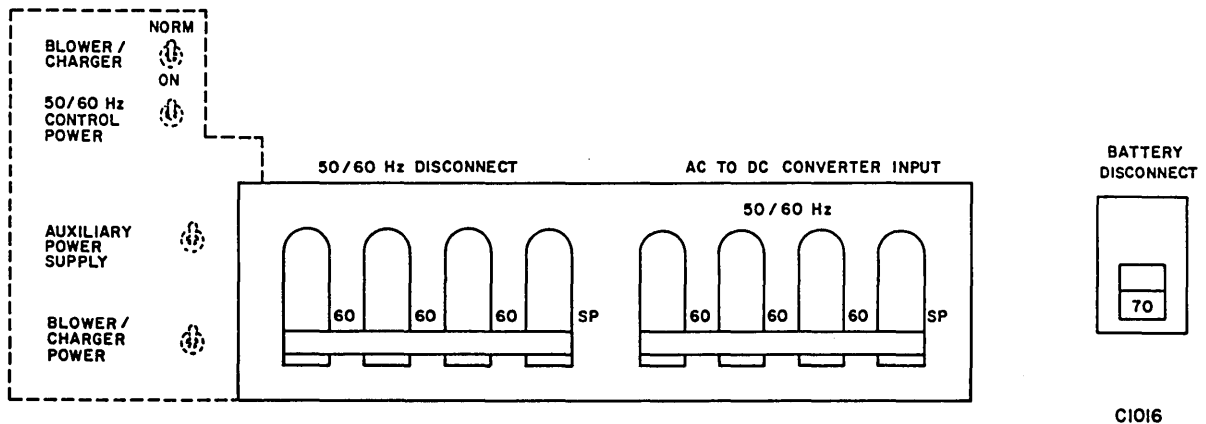 NORM
BLOWER /
CHARGER
ON
50/60 Hz
CONTROL
POWER
AUXILIARY
POWER
SUPPLY
BLOWER /
CHARGER
POWER
50/60 Hz DISCONNECT
60 60 60 SP
AC TO DC CONVERTER INPUT
50/60 Hz
60 60 60 SP
BATTERY
DISCONNECT
70
C1016